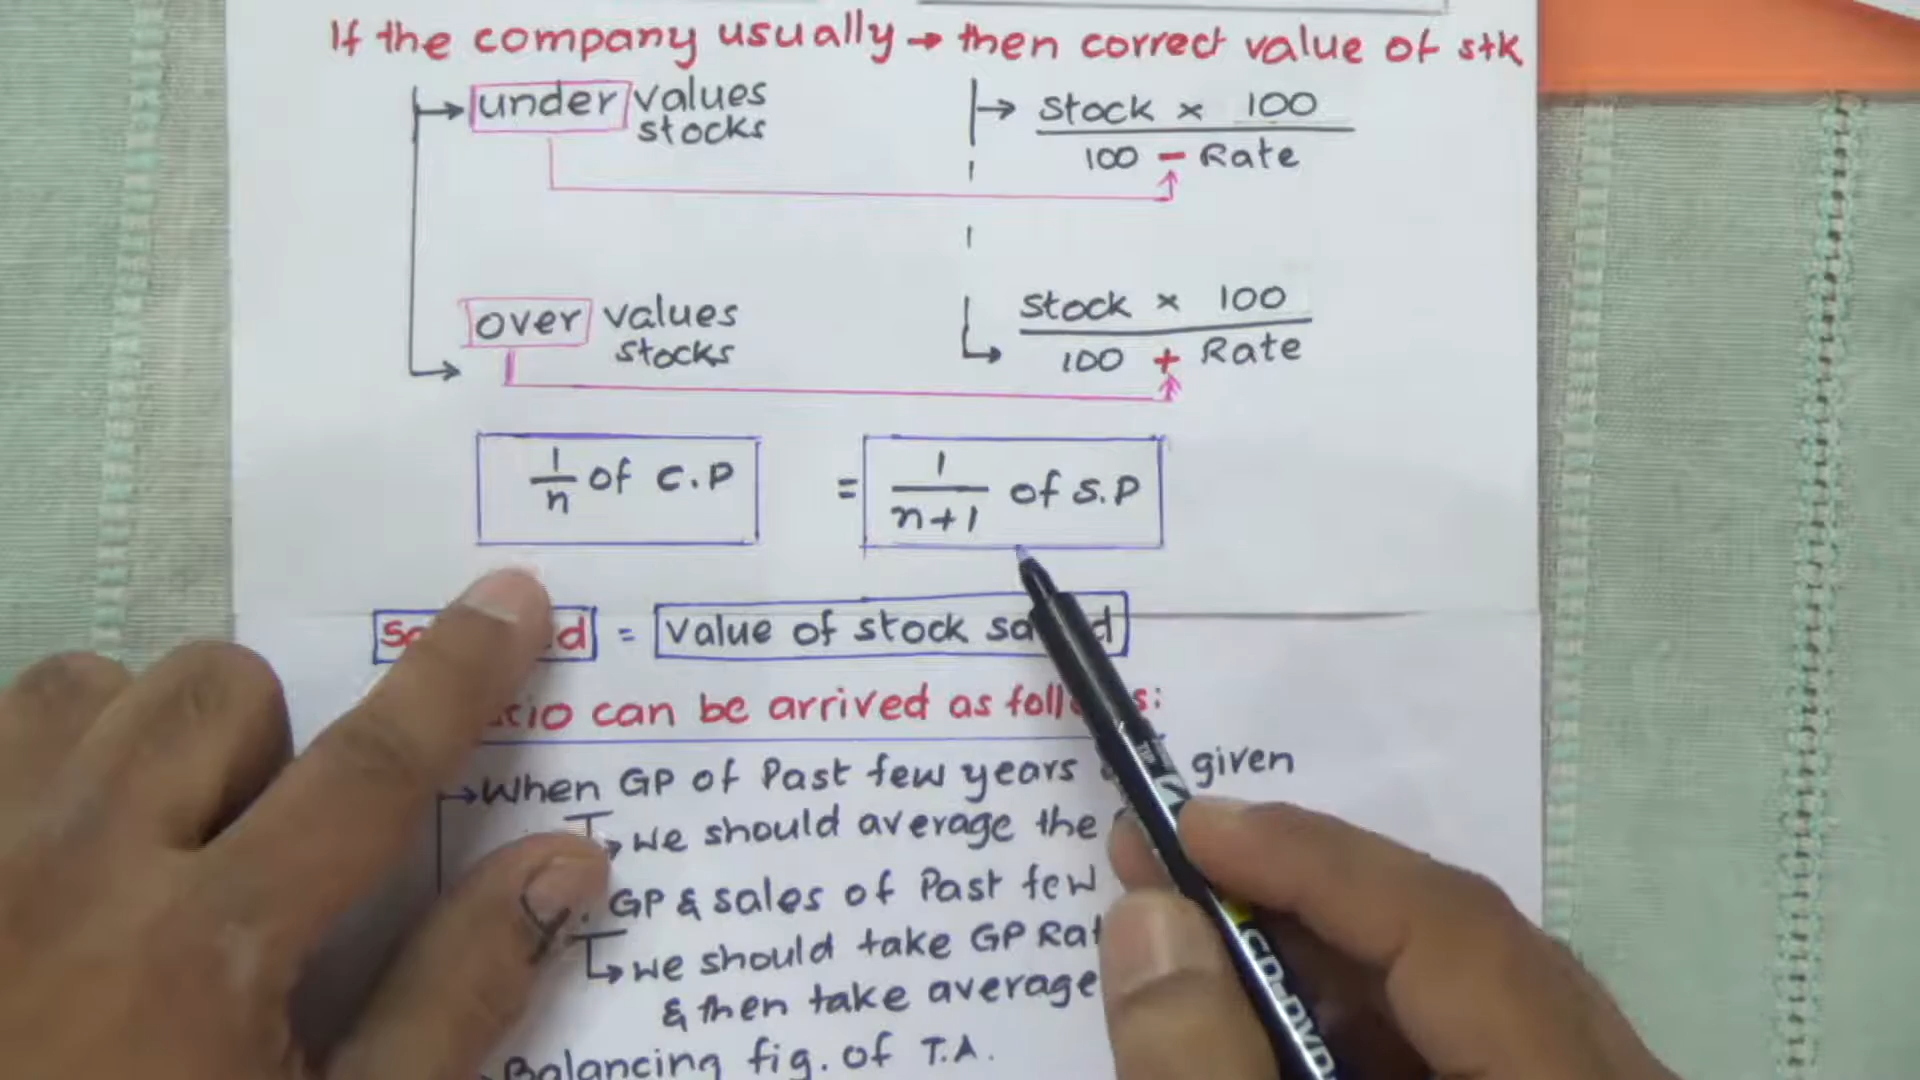 If the company usually → then correct value of stk
under values stocks
Stock x 100
100 - Rate
over values stocks
Stock x 100
100 + Rate
1/n of C.P = 1/n+1 of S.P
= Value of stock
can be arrived as
When GP of Past few years given
We should average the
GP & sales of Past few
We should take GP
& then take average
Balancing fig. of T.A.